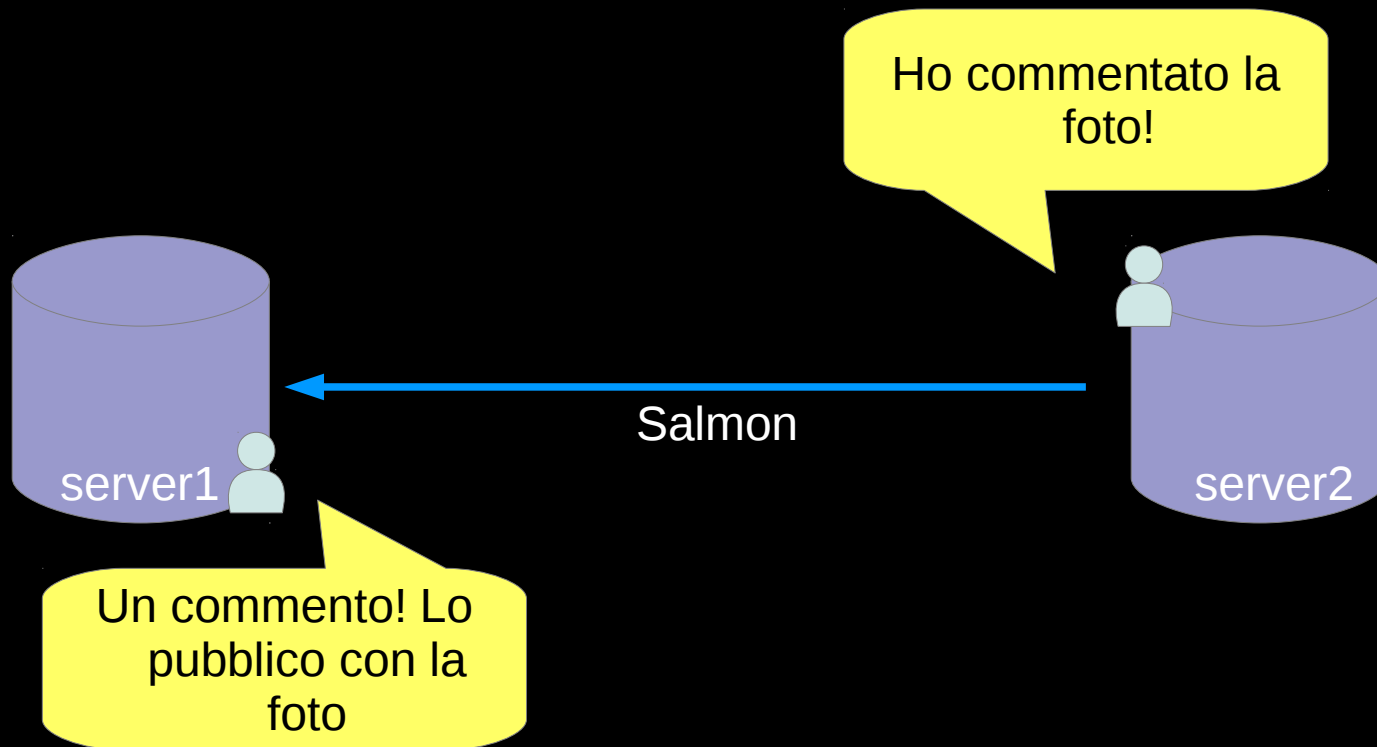 Ho commentato la
foto!
Salmon
server1
server2
Un commento! Lo
pubblico con la
foto